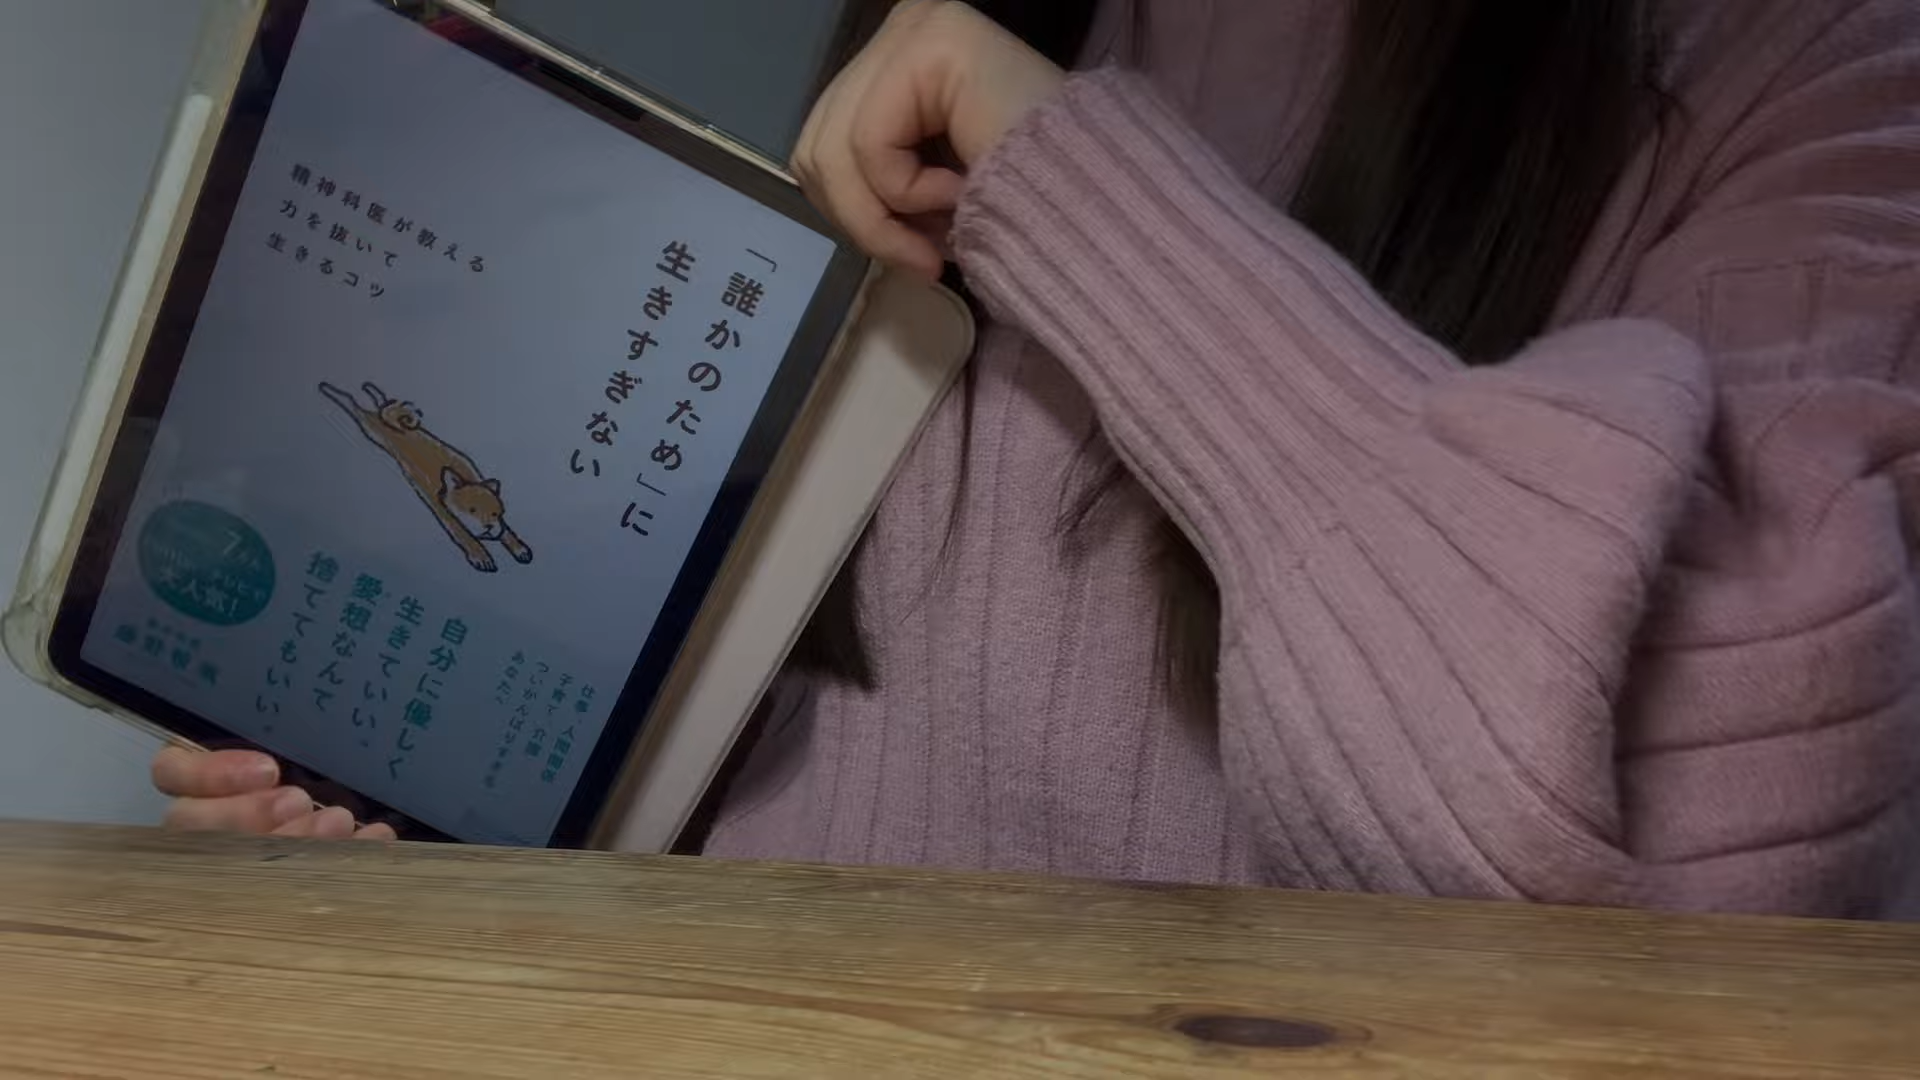 「誰かのため」に
生きすぎない
精神科医が教える
力を抜いて
生きるコツ
仕事、人間関係
子育て、介護
ついがんばりすぎる
あなたへ
自分に優しく
生きていい。
愛想なんて
捨ててもいい。
大人気!